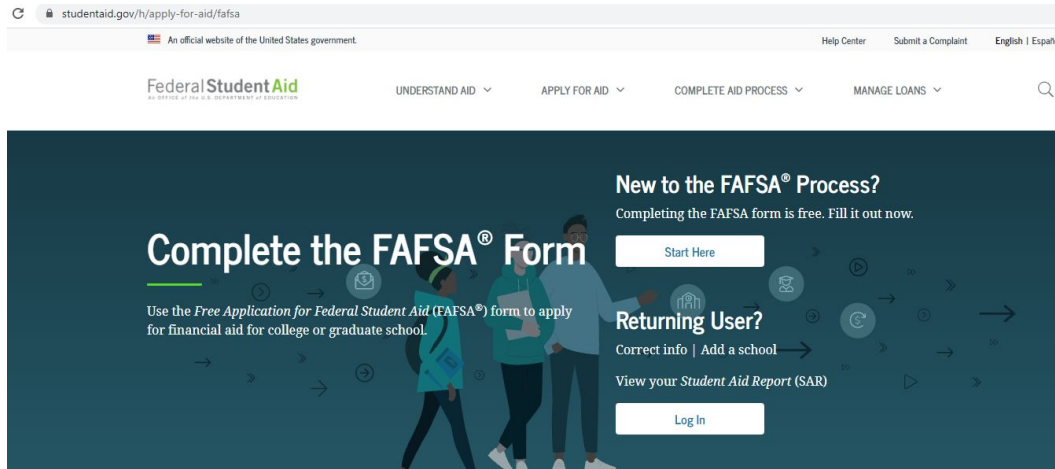 studentaid.gov/h/apply-for-aid/fafsa
An official website of the United States government.
Help Center Submit a Complaint English | Españ
Federal Student Aid
An OFFICE of the U.S. DEPARTMENT of EDUCATION
UNDERSTAND AID APPLY FOR AID COMPLETE AID PROCESS MANAGE LOANS
Complete the FAFSA® Form
Use the Free Application for Federal Student Aid (FAFSA®) form to apply
for financial aid for college or graduate school.
New to the FAFSA® Process?
Completing the FAFSA form is free. Fill it out now.
Start Here
Returning User?
Correct info | Add a school
View your Student Aid Report (SAR)
Log In